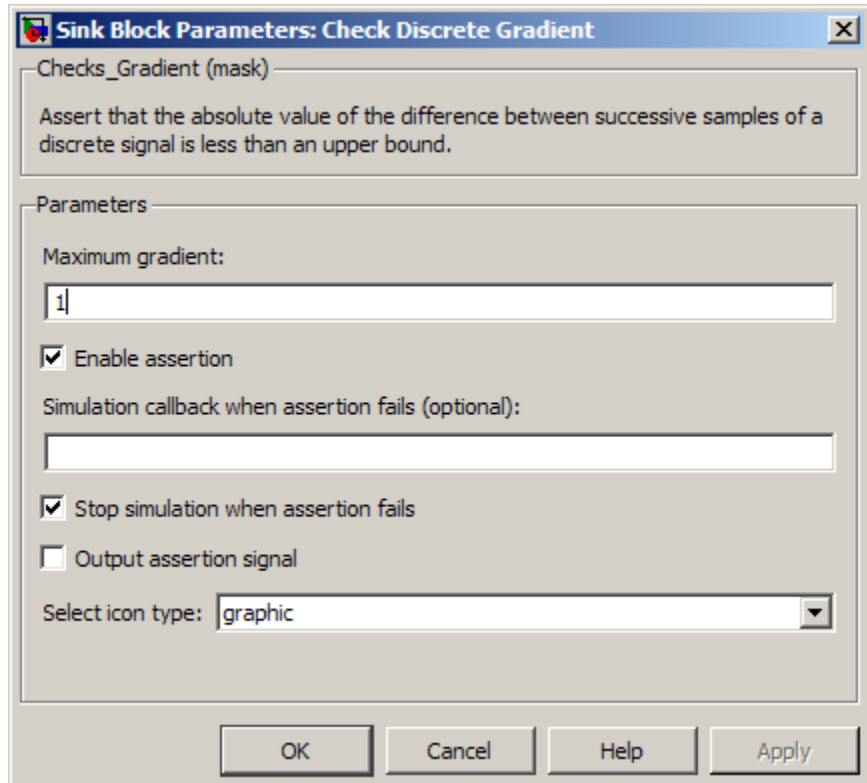 Sink Block Parameters: Check Discrete Gradient
Checks_Gradient (mask)
Assert that the absolute value of the difference between successive samples of a
discrete signal is less than an upper bound.
Parameters
Maximum gradient:
1
Enable assertion
Simulation callback when assertion fails (optional):
Stop simulation when assertion fails
Output assertion signal
Select icon type: graphic
OK Cancel Help Apply